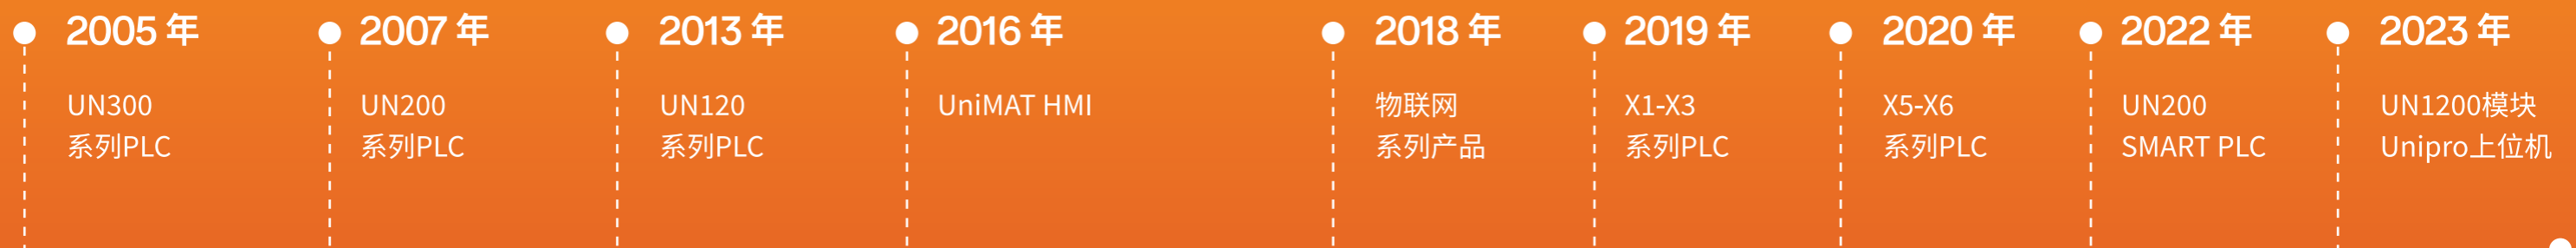 2005 年
UN300
系列PLC
2007 年
UN200
系列PLC
2013 年
UN120
系列PLC
2016 年
UniMAT HMI
2018 年
物联网
系列产品
2019 年
X1-X3
系列PLC
2020 年
X5-X6
系列PLC
2022 年
UN200
SMART PLC
2023 年
UN1200模块
Unipro上位机